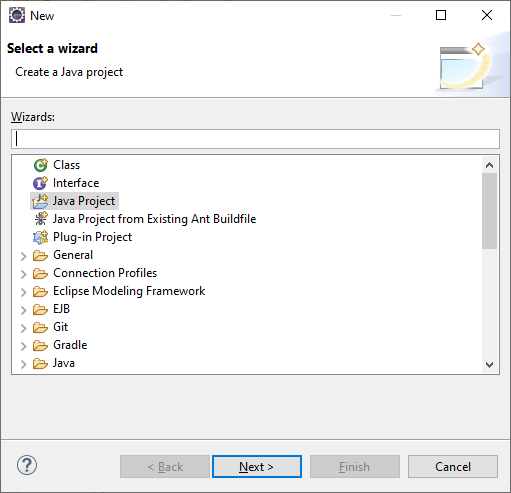 New
Select a wizard
Create a Java project
Wizards:
Class
Interface
Java Project
Java Project from Existing Ant Buildfile
Plug-in Project
General
Connection Profiles
Eclipse Modeling Framework
EJB
Git
Gradle
Java
? < Back Next > Finish Cancel